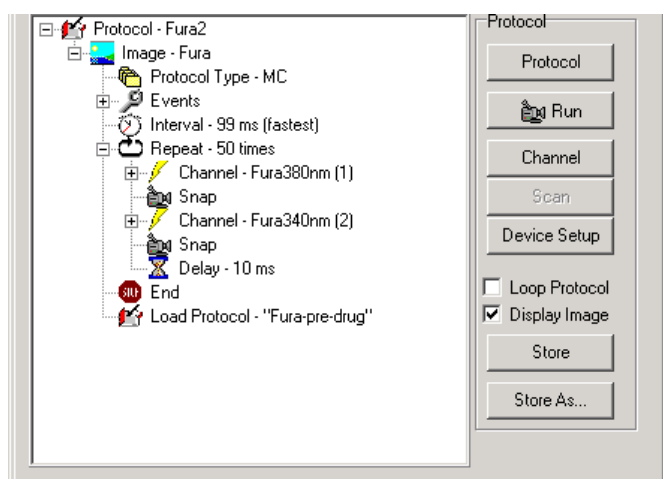 Protocol - Fura2
Image - Fura
Protocol Type - MC
Events
Interval - 99 ms (fastest)
Repeat - 50 times
Channel - Fura380nm (1)
Snap
Channel - Fura340nm (2)
Snap
Delay - 10 ms
End
Load Protocol - "Fura-pre-drug"
Protocol
Protocol
Run
Channel
Scan
Device Setup
Loop Protocol
Display Image
Store
Store As...